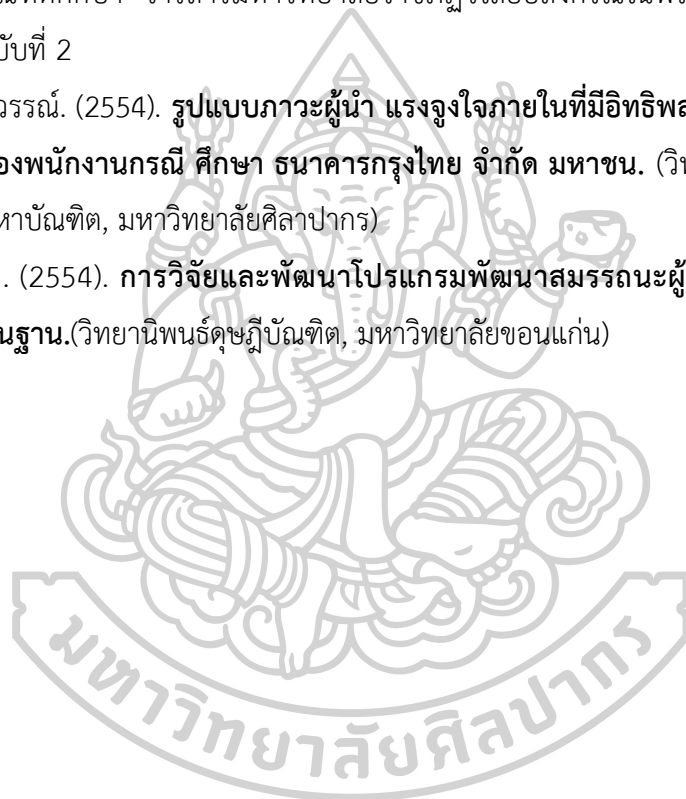 ับที่ 2
วรรณ์. (2554). รูปแบบภาวะผู้นำ แรงจูงใจภายในที่มีอิทธิพล
องพนักงานกรณี ศึกษา ธนาคารกรุงไทย จำกัด มหาชน. (วิท
หาบัณฑิต, มหาวิทยาลัยศิลาปากร)
. (2554). การวิจัยและพัฒนาโปรแกรมพัฒนาสมรรถนะผู้
นฐาน.(วิทยานิพนธ์ดุษฎีบัณฑิต, มหาวิทยาลัยขอนแก่น)
มหาวิทยาลัยศิลปากร